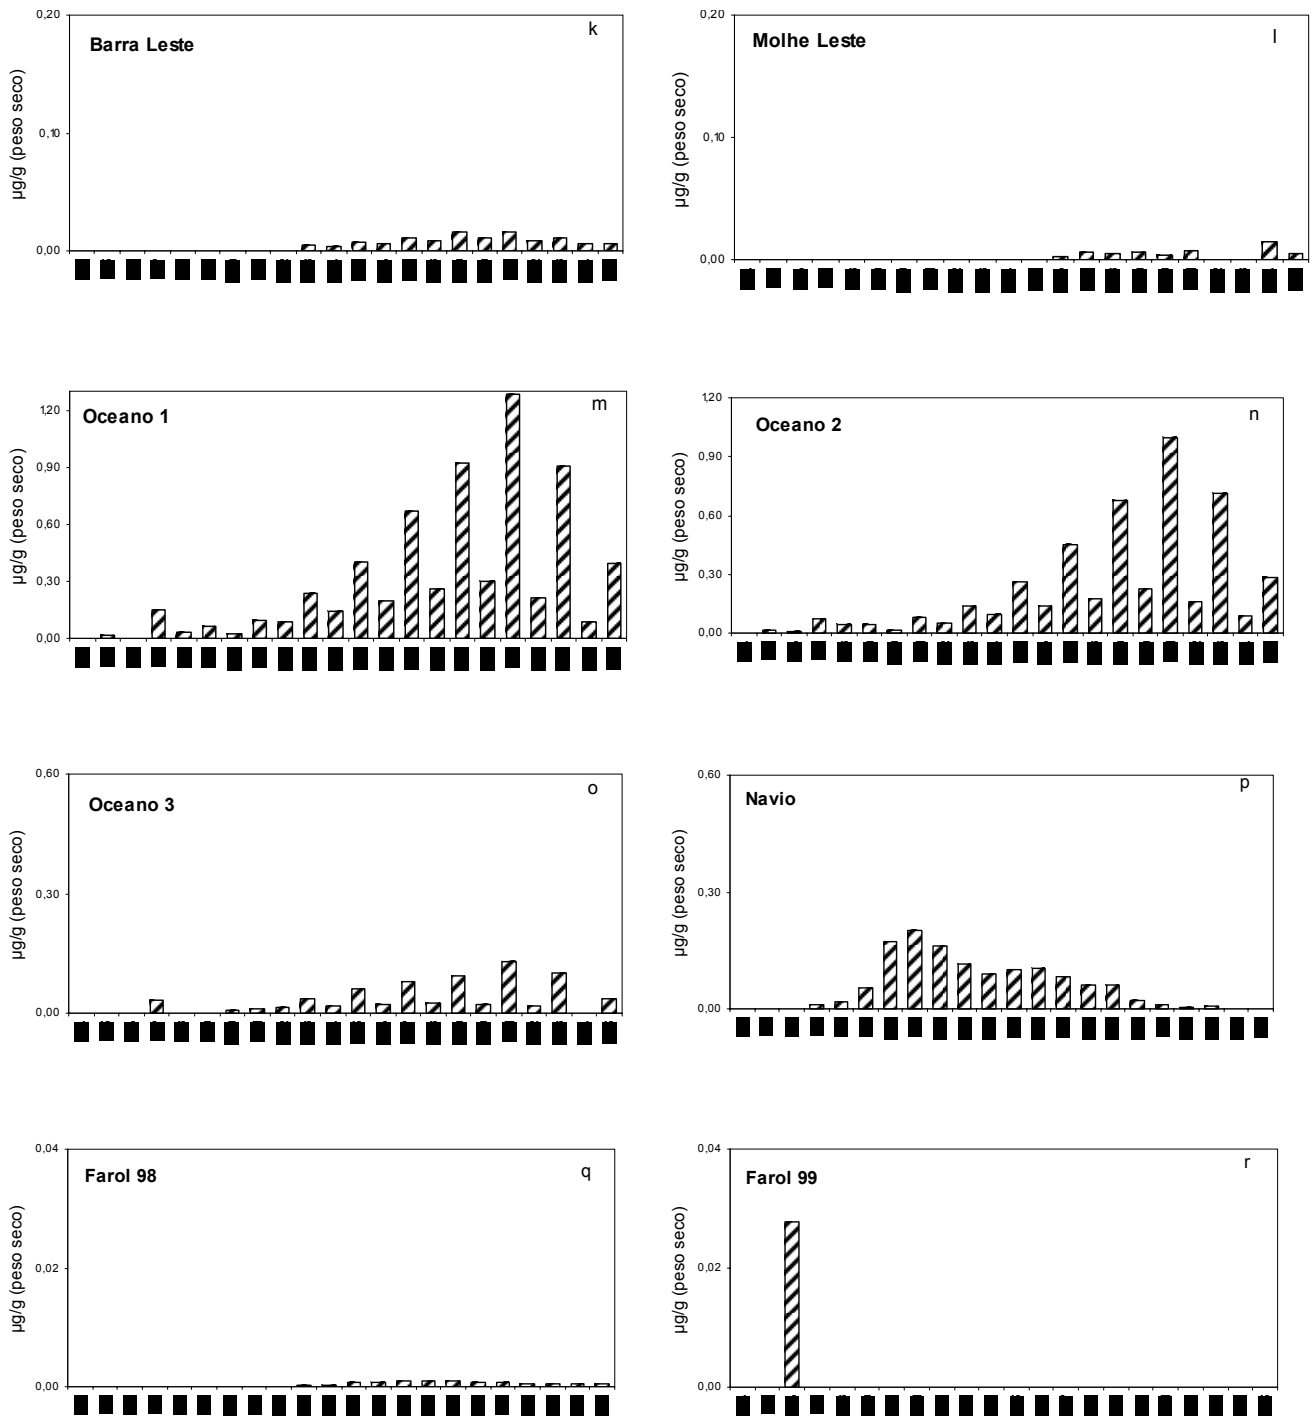 0,20
k
Barra Leste
0,10
0,00
µg/g (peso seco)
0,20
l
Molhe Leste
0,10
0,00
µg/g (peso seco)
m
Oceano 1
1,20
0,90
0,60
0,30
0,00
µg/g (peso seco)
1,20
n
Oceano 2
0,90
0,60
0,30
0,00
µg/g (peso seco)
0,60
o
Oceano 3
0,30
0,00
µg/g (peso seco)
0,60
p
Navio
0,30
0,00
µg/g (peso seco)
0,04
q
Farol 98
0,02
0,00
µg/g (peso seco)
0,04
r
Farol 99
0,02
0,00
µg/g (peso seco)